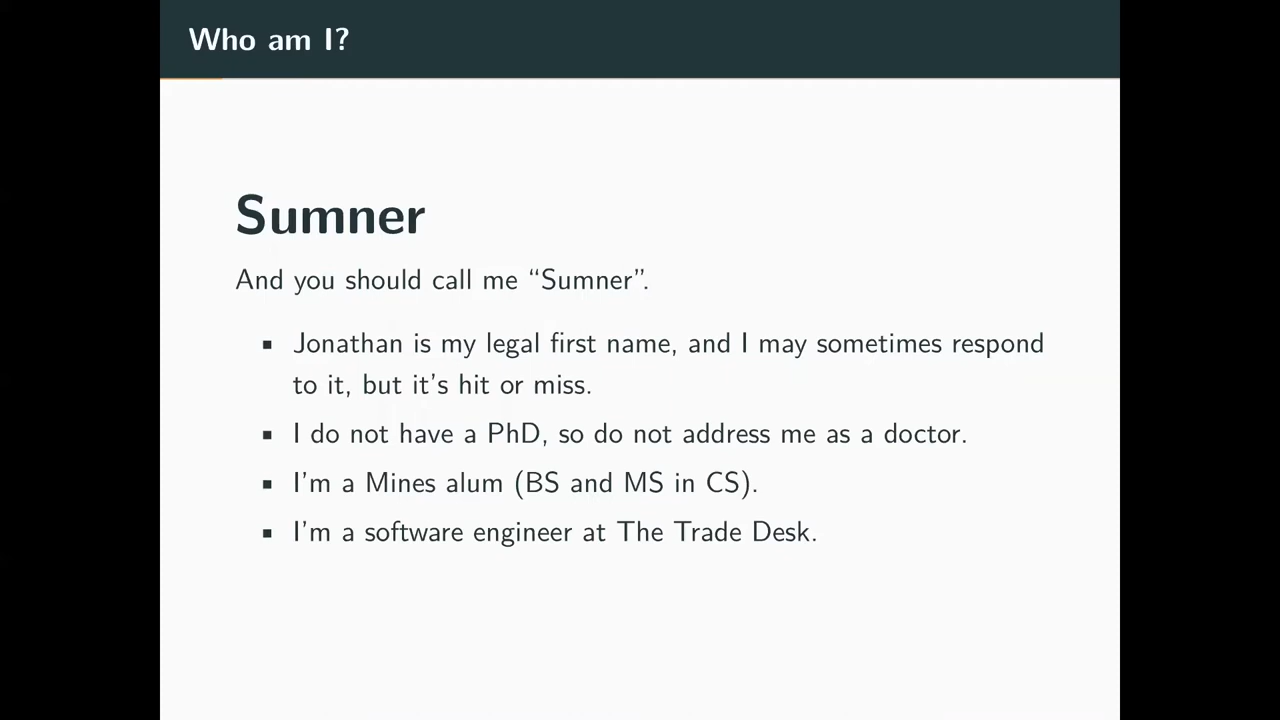 Who am I?
Sumner
And you should call me “Sumner”.
▪ Jonathan is my legal first name, and I may sometimes respond
to it, but it’s hit or miss.
▪ I do not have a PhD, so do not address me as a doctor.
▪ I’m a Mines alum (BS and MS in CS).
▪ I’m a software engineer at The Trade Desk.